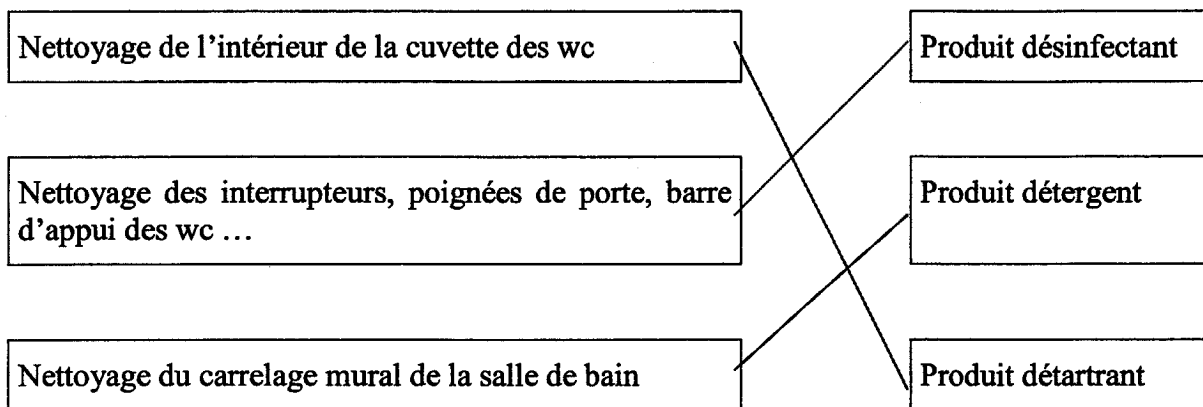 Nettoyage de l'intérieur de la cuvette des wc
Produit désinfectant
Nettoyage des interrupteurs, poignées de porte, barre
d'appui des wc ...
Produit détergent
Nettoyage du carrelage mural de la salle de bain
Produit détartrant